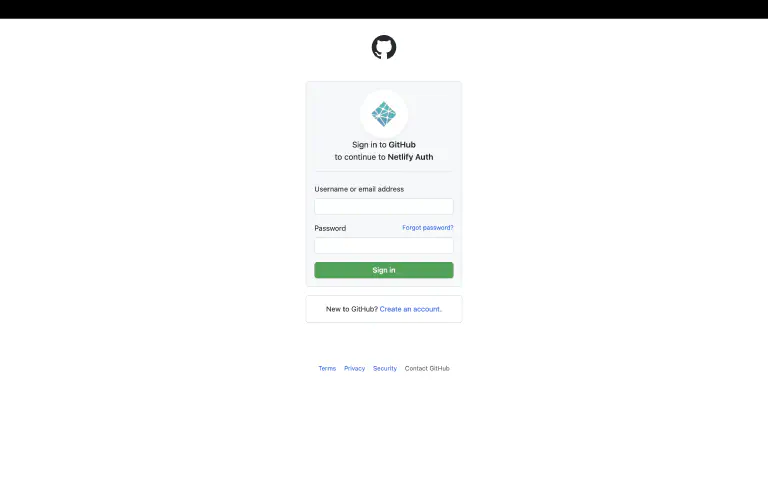 Sign in to GitHub
to continue to Netlify Auth
Username or email address
Password Forgot password?
Sign in
New to GitHub? Create an account.
Terms Privacy Security Contact GitHub